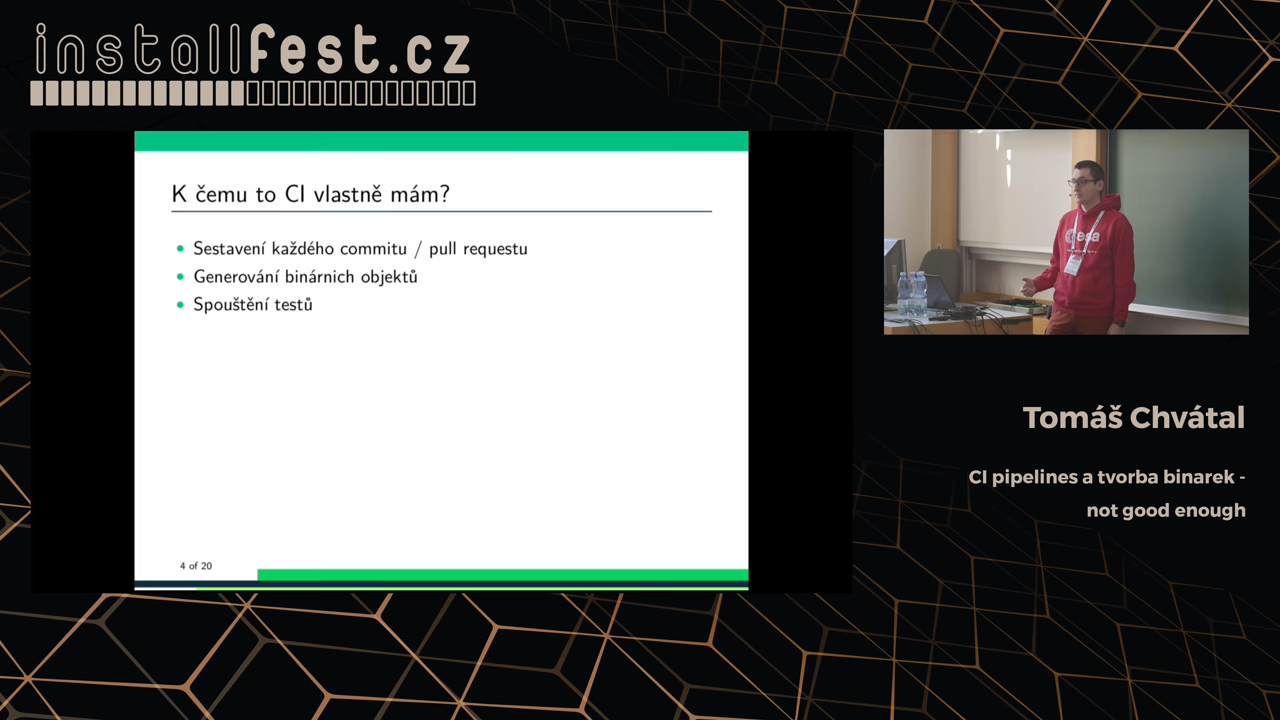 installfest.cz
K čemu to CI vlastně mám?
Sestavení každého commitu / pull requestu
Generování binárnich objektů
Spouštění testů
4 of 20
esa
Tomáš Chvátal
CI pipelines a tvorba binarek -
not good enough